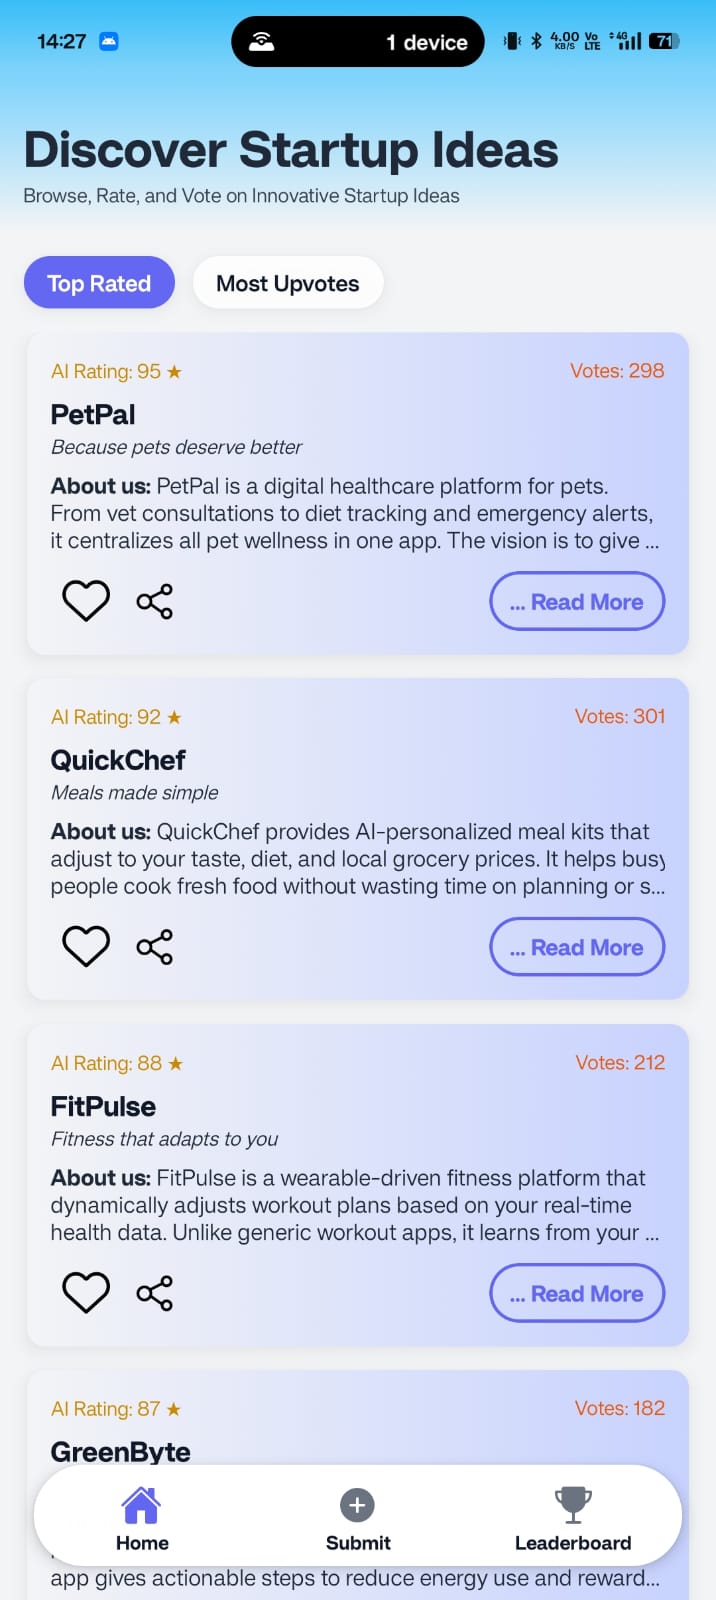 14:27
1 device
4.00 KB/S
Vo LTE
4G
71
Discover Startup Ideas
Browse, Rate, and Vote on Innovative Startup Ideas
Top Rated
Most Upvotes
AI Rating: 95 ★
Votes: 298
PetPal
Because pets deserve better
About us: PetPal is a digital healthcare platform for pets.
From vet consultations to diet tracking and emergency alerts,
it centralizes all pet wellness in one app. The vision is to give ...
... Read More
AI Rating: 92 ★
Votes: 301
QuickChef
Meals made simple
About us: QuickChef provides AI-personalized meal kits that
adjust to your taste, diet, and local grocery prices. It helps busy
people cook fresh food without wasting time on planning or s...
... Read More
AI Rating: 88 ★
Votes: 212
FitPulse
Fitness that adapts to you
About us: FitPulse is a wearable-driven fitness platform that
dynamically adjusts workout plans based on your real-time
health data. Unlike generic workout apps, it learns from your ...
... Read More
AI Rating: 87 ★
Votes: 182
GreenByte
Home
Submit
Leaderboard
app gives actionable steps to reduce energy use and reward...